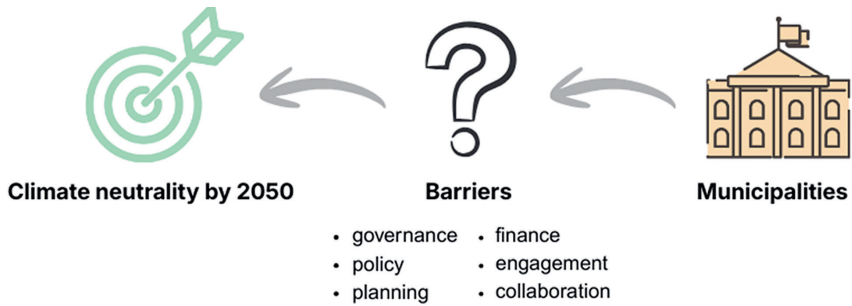 Climate neutrality by 2050
Barriers
Municipalities
• governance
• policy
• planning
• finance
• engagement
• collaboration